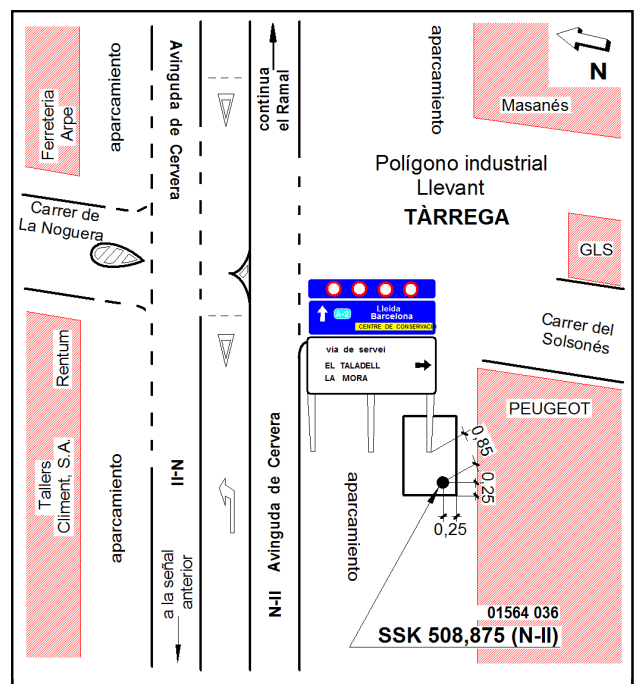 Ferreteria
Arpe
aparcamiento
Avinguda de Cervera
continua
el Ramal
aparcamiento
N
Masanés
Polígono industrial
Llevant
TÀRREGA
Carrer de
La Noguera
GLS
Carrer del
Solsonés
A-2
Lleida
Barcelona
CENTRE DE CONSERVACIÓ
via de servei
EL TALADELL
LA MORA
Rentum
PEUGEOT
Tallers
Climent, S.A.
aparcamiento
N-II
a la señal
anterior
N-II Avinguda de Cervera
aparcamiento
0,85
0,25
0,25
01564 036
SSK 508,875 (N-II)